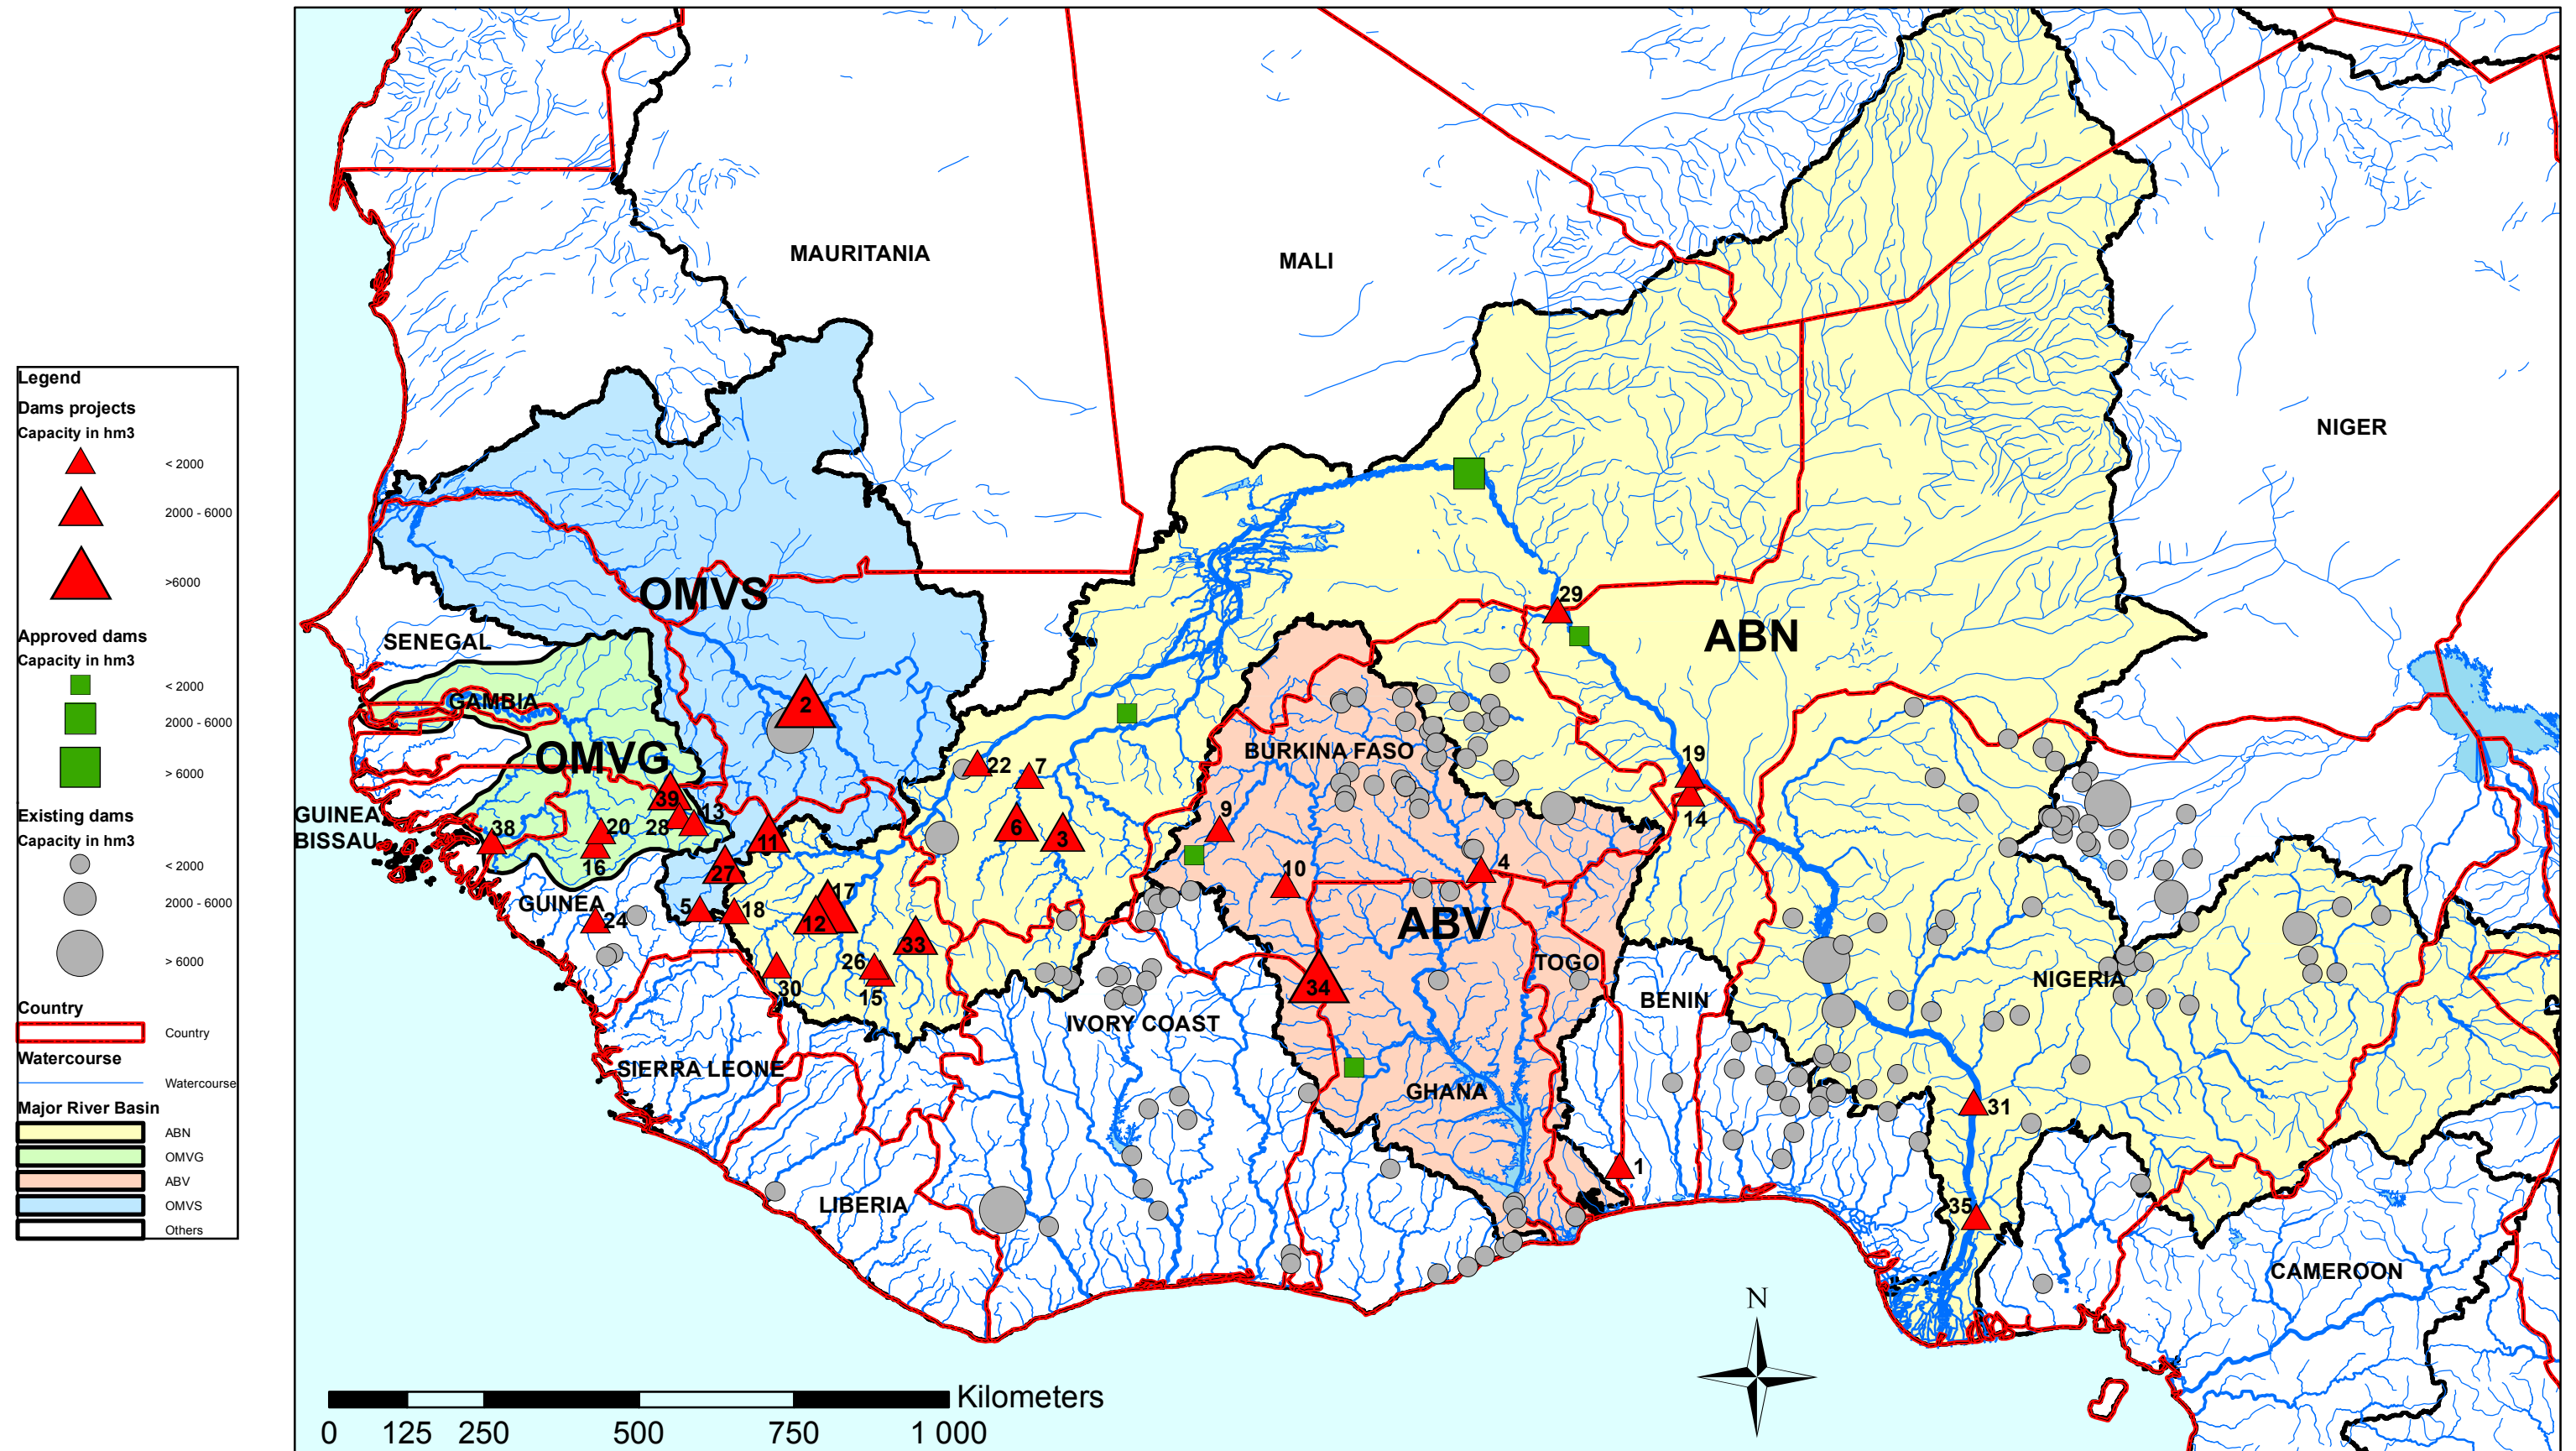 MAURITANIA
MALI
NIGER
Legend
Dams projects
Capacity in hm3
< 2000
2000 - 6000
>6000
Approved dams
Capacity in hm3
< 2000
2000 - 6000
> 6000
Existing dams
Capacity in hm3
< 2000
2000 - 6000
> 6000
Country
Country
Watercourse
Watercourse
Major River Basin
ABN
OMVG
ABV
OMVS
Others
OMVS
29
SENEGAL
ABN
GAMBIA
2
OMVG
BURKINA FASO
19
22
7
39
13
9
GUINEA
BISSAU
38
20
28
11
6
3
14
16
27
10
4
GUINEA
24
5
18
17
12
33
ABV
26
15
30
34
TOGO
BENIN
NIGERIA
IVORY COAST
SIERRA LEONE
GHANA
31
1
LIBERIA
35
CAMEROON
N
Kilometers
0 125 250 500 750 1 000